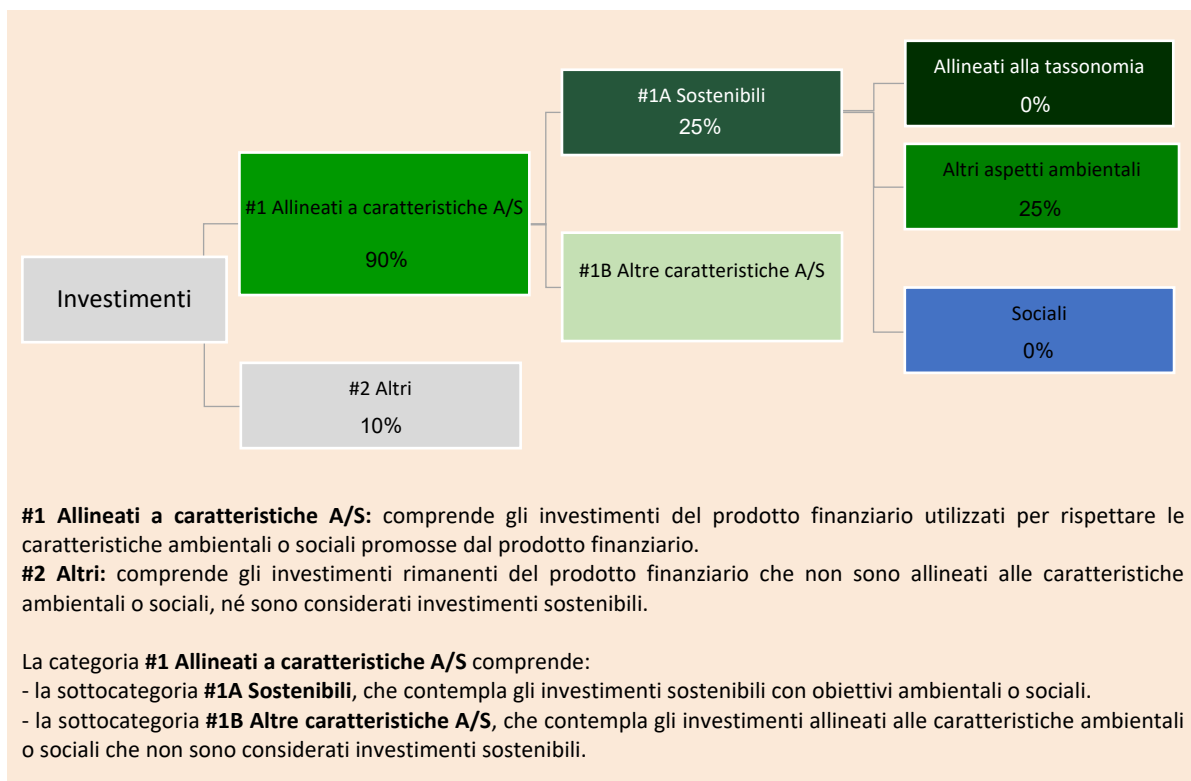 Investimenti
#1 Allineati a caratteristiche A/S
90%
#2 Altri
10%
#1A Sostenibili
25%
#1B Altre caratteristiche A/S
Allineati alla tassonomia
0%
Altri aspetti ambientali
25%
Sociali
0%
#1 Allineati a caratteristiche A/S: comprende gli investimenti del prodotto finanziario utilizzati per rispettare le
caratteristiche ambientali o sociali promosse dal prodotto finanziario.
#2 Altri: comprende gli investimenti rimanenti del prodotto finanziario che non sono allineati alle caratteristiche
ambientali o sociali, né sono considerati investimenti sostenibili.
La categoria #1 Allineati a caratteristiche A/S comprende:
- la sottocategoria #1A Sostenibili, che contempla gli investimenti sostenibili con obiettivi ambientali o sociali.
- la sottocategoria #1B Altre caratteristiche A/S, che contempla gli investimenti allineati alle caratteristiche ambientali
o sociali che non sono considerati investimenti sostenibili.